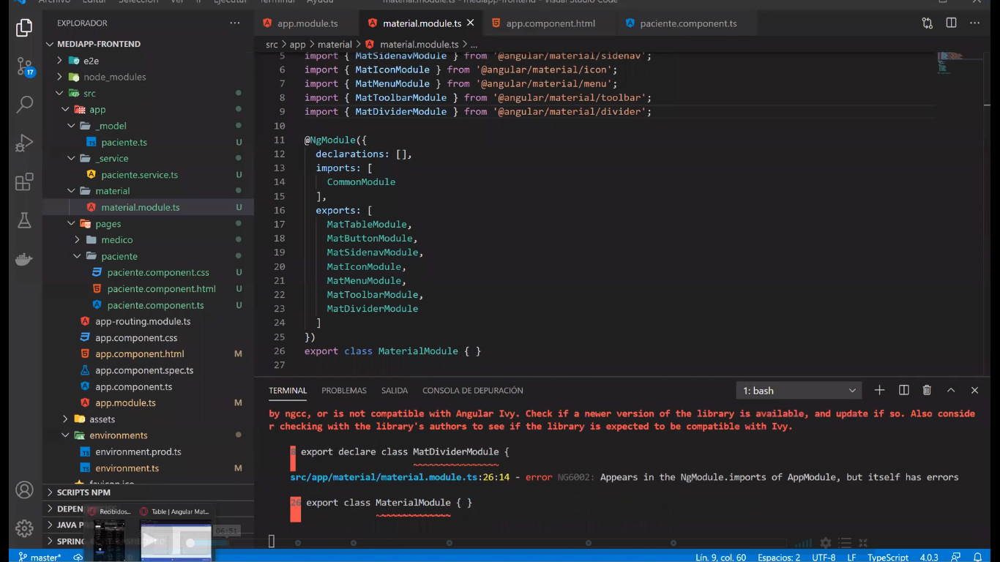 Archivo Editar Selección Ver Ir Ejecutar Terminal Ayuda
material.module.ts - mediapp-frontend - Visual Studio Code
EXPLORADOR
MEDIAPP-FRONTEND
e2e
node_modules
src
app
_model
paciente.ts U
_service
paciente.service.ts U
material
material.module.ts U
pages
medico
paciente
paciente.component.css U
paciente.component.html U
paciente.component.ts U
app-routing.module.ts
app.component.css
app.component.html M
app.component.spec.ts
app.component.ts
app.module.ts M
assets
environments
environment.prod.ts
environment.ts M
favicon.ico
SCRIPTS NPM
DEPEN
JAVA P
SPRING
17
Recibidos...
Table | Angular Mat...
06:51
app.module.ts
material.module.ts
app.component.html
paciente.component.ts
src > app > material > material.module.ts > ...
5 import { MatSidenavModule } from '@angular/material/sidenav';
6 import { MatIconModule } from '@angular/material/icon';
7 import { MatMenuModule } from '@angular/material/menu';
8 import { MatToolbarModule } from '@angular/material/toolbar';
9 import { MatDividerModule } from '@angular/material/divider';
10
11 @NgModule({
12 declarations: [],
13 imports: [
14 CommonModule
15 ],
16 exports: [
17 MatTableModule,
18 MatButtonModule,
19 MatSidenavModule,
20 MatIconModule,
21 MatMenuModule,
22 MatToolbarModule,
23 MatDividerModule
24 ]
25 })
26 export class MaterialModule { }
27
TERMINAL PROBLEMAS SALIDA CONSOLA DE DEPURACIÓN
1: bash
by ngcc, or is not compatible with Angular Ivy. Check if a newer version of the library is available, and update if so. Also conside
r checking with the library's authors to see if the library is expected to be compatible with Ivy.
export declare class MatDividerModule {
src/app/material/material.module.ts:26:14 - error NG6002: Appears in the NgModule.imports of AppModule, but itself has errors
26 export class MaterialModule { }
master*
Lín. 9, col. 60 Espacios: 2 UTF-8 LF TypeScript 4.0.3